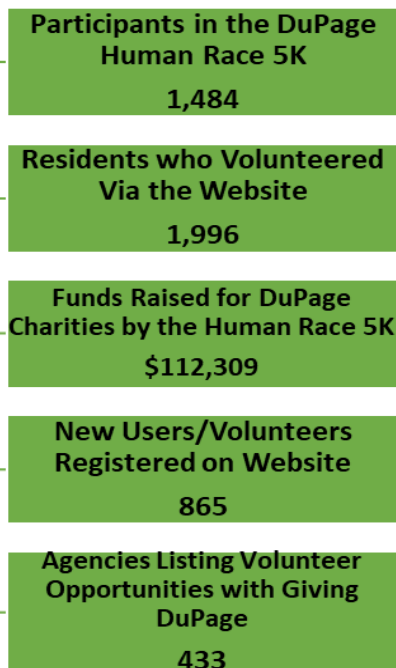 Participants in the DuPage
Human Race 5K
1,484
Residents who Volunteered
Via the Website
1,996
Funds Raised for DuPage
Charities by the Human Race 5K
$112,309
New Users/Volunteers
Registered on Website
865
Agencies Listing Volunteer
Opportunities with Giving
DuPage
433